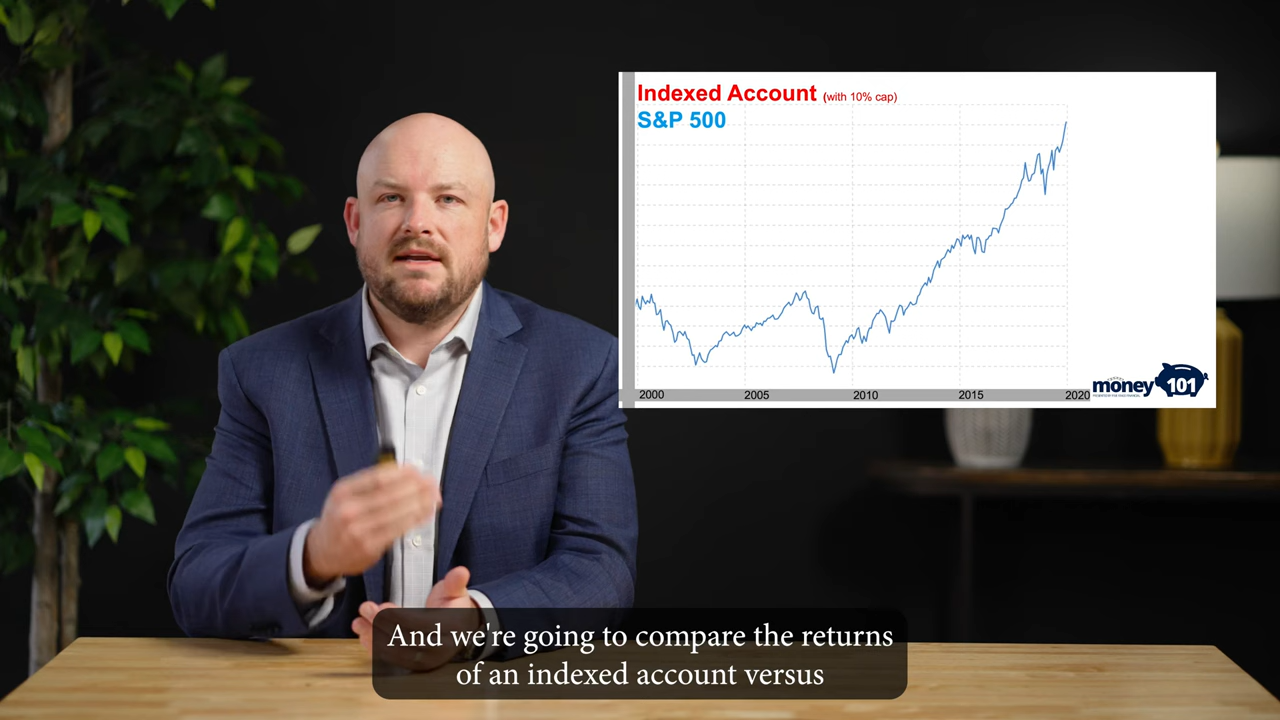 Indexed Account (with 10% cap)
S&P 500
2000 2005 2010 2015 2020
money 101
And we're going to compare the returns
of an indexed account versus